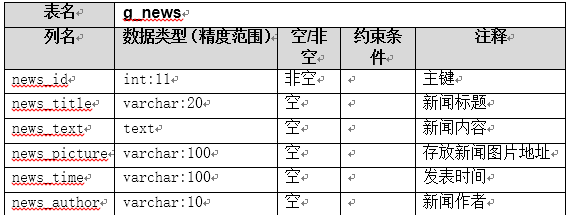 表名 g_news
列名 数据类型（精度范围） 空/非空 约束条件 注释
news_id int:11 非空 主键
news_title varchar:20 空 新闻标题
news_text text 空 新闻内容
news_picture varchar:100 空 存放新闻图片地址
news_time varchar:100 空 发表时间
news_author varchar:10 空 新闻作者